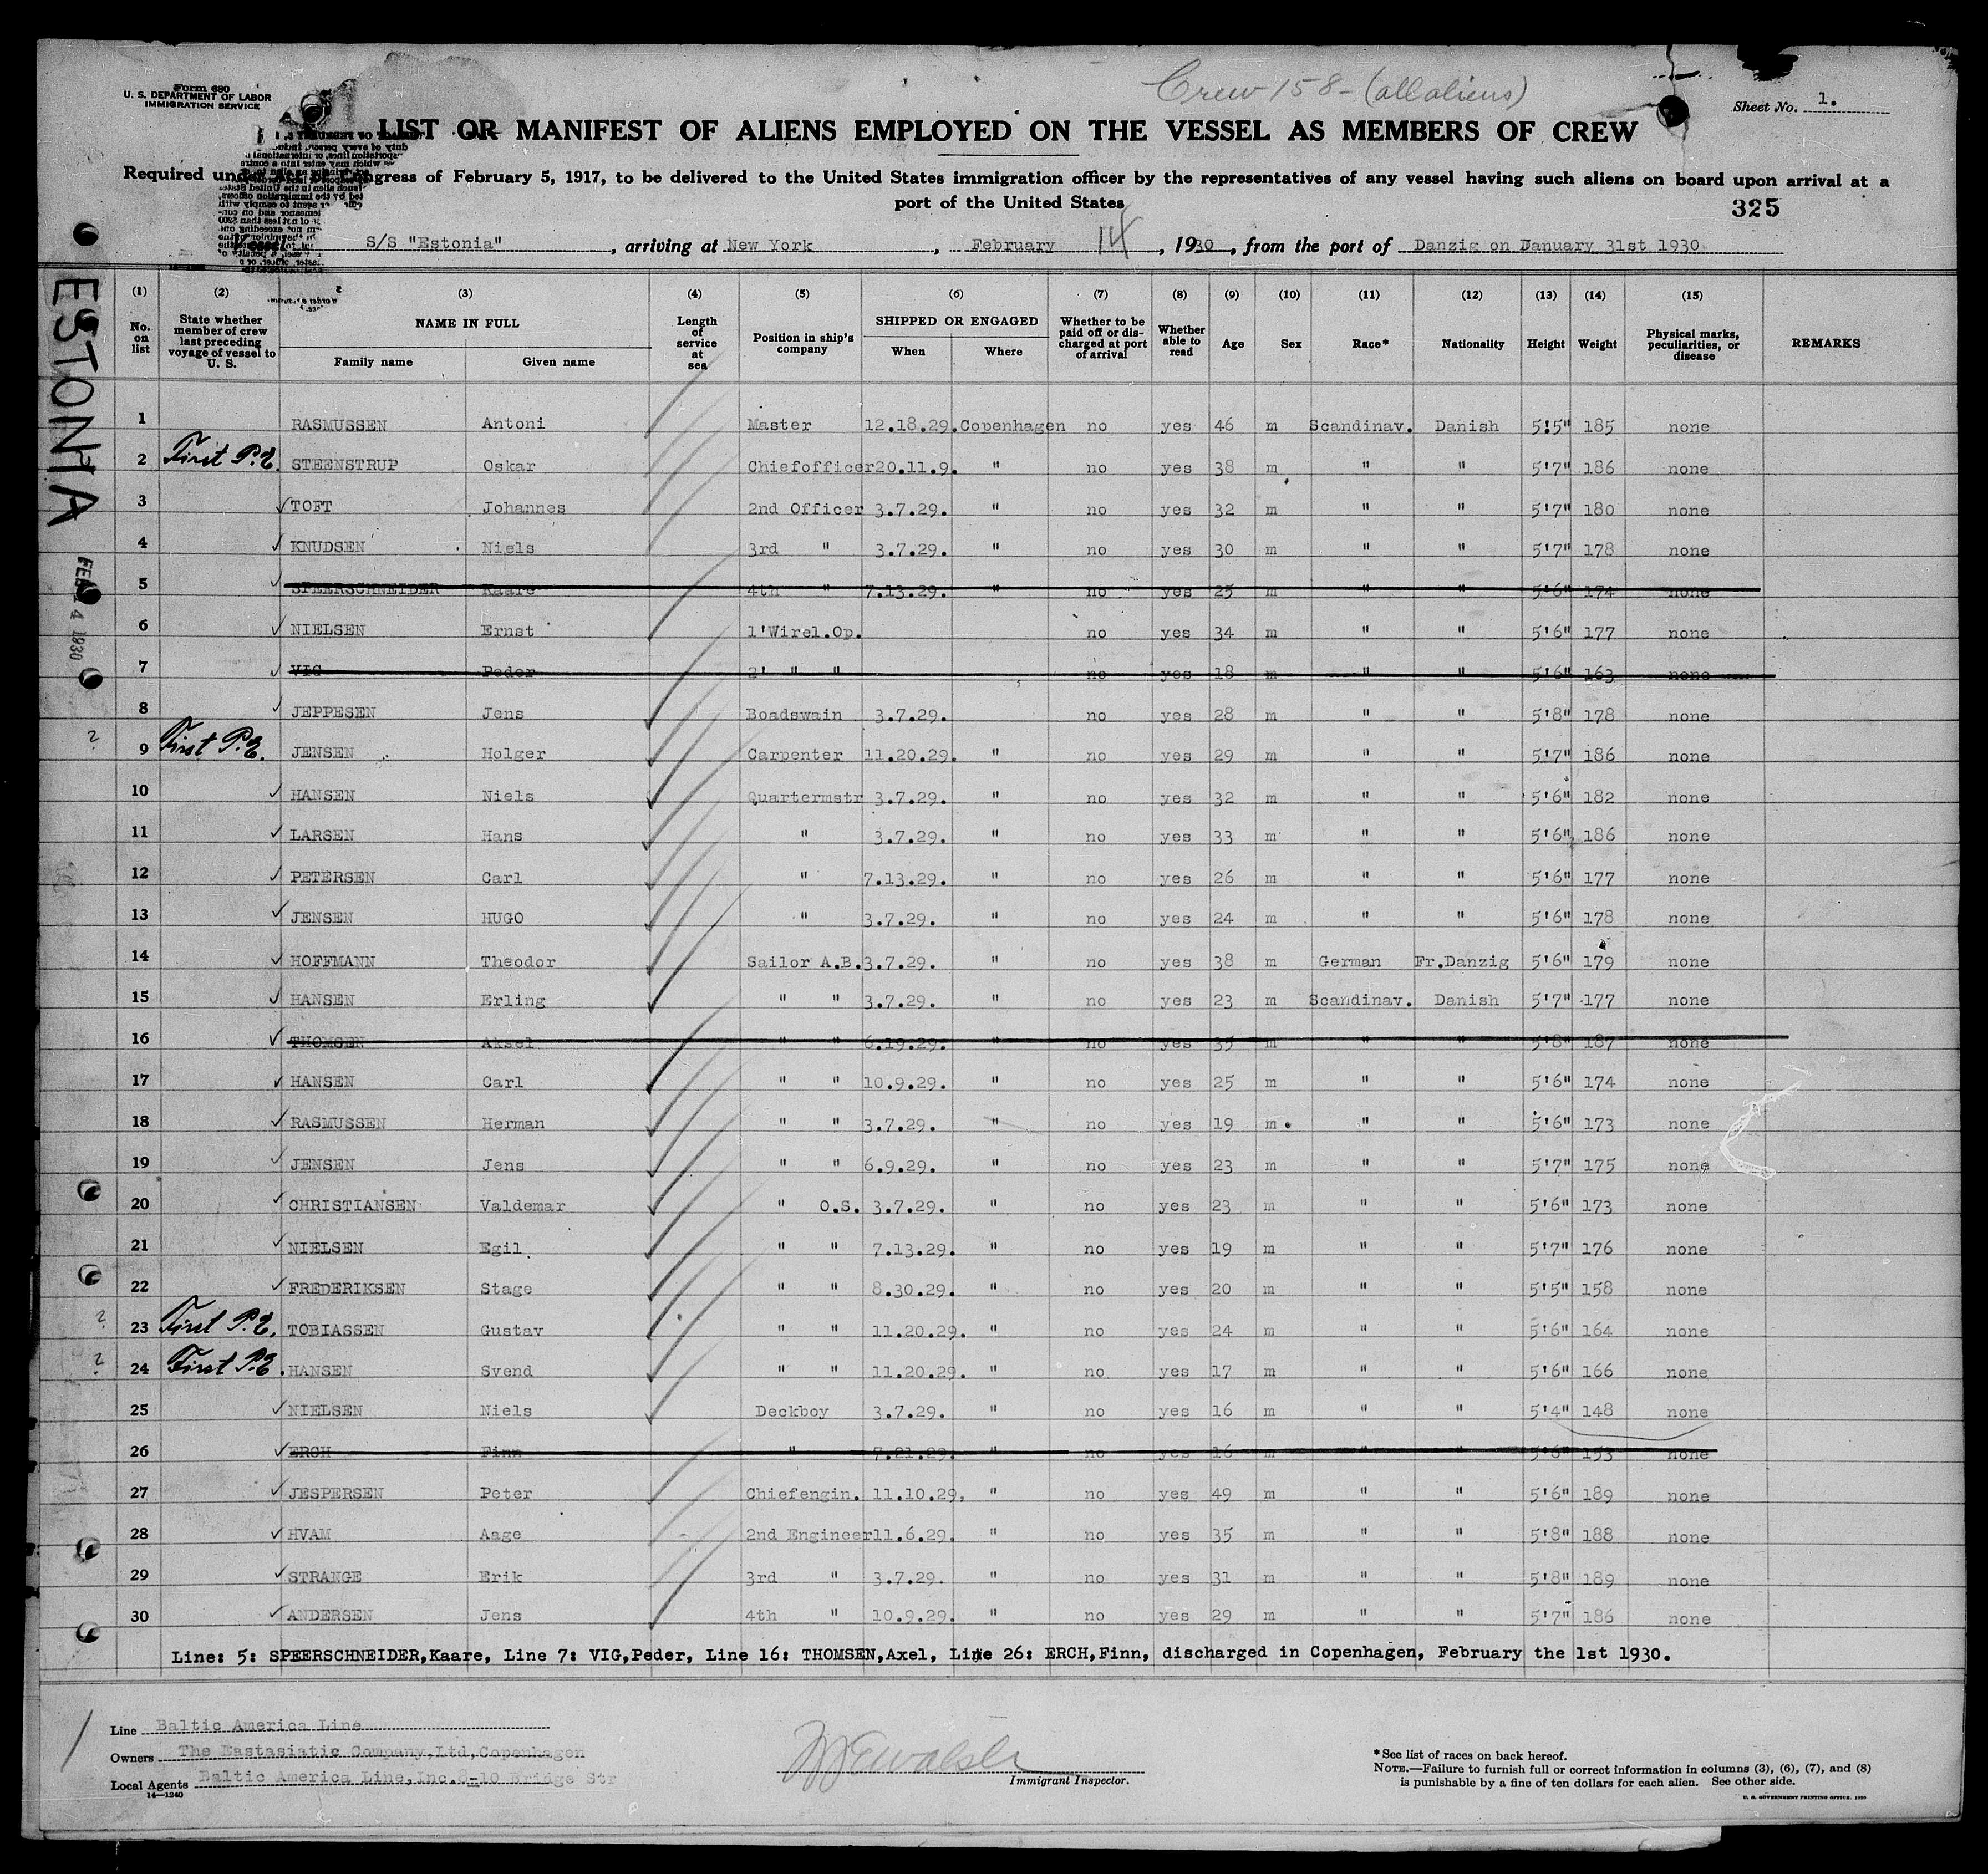 Form 680
U. S. DEPARTMENT OF LABOR
IMMIGRATION SERVICE
Crew 158 - (all aliens)
Sheet No. 1.
LIST OR MANIFEST OF ALIENS EMPLOYED ON THE VESSEL AS MEMBERS OF CREW
Required under Act of Congress of February 5, 1917, to be delivered to the United States immigration officer by the representatives of any vessel having such aliens on board upon arrival at a
port of the United States
325
Vessel S/S "Estonia", arriving at New York, February 14, 1930, from the port of Danzig on January 31st 1930
ESTONIA
FEB 14 1930
(1) (2) (3) (4) (5) (6) (7) (8) (9) (10) (11) (12) (13) (14) (15)
No. on list | State whether member of crew last preceding voyage of vessel to U. S. | NAME IN FULL Family name Given name | Length of service at sea | Position in ship's company | SHIPPED OR ENGAGED When Where | Whether to be paid off or discharged at port of arrival | Whether able to read | Age | Sex | Race* | Nationality | Height | Weight | Physical marks, peculiarities, or disease | REMARKS
1 RASMUSSEN Antoni Master 12.18.29. Copenhagen no yes 46 m Scandinav. Danish 5'5" 185 none
2 First P.E. STEENSTRUP Oskar Chiefofficer 20.11.9. " no yes 38 m " " 5'7" 186 none
3 TOFT Johannes 2nd Officer 3.7.29. " no yes 32 m " " 5'7" 180 none
4 KNUDSEN Niels 3rd " 3.7.29. " no yes 30 m " " 5'7" 178 none
5 SPEERSCHNEIDER Kaare 4th " 7.13.29. " no yes 25 m " " 5'6" 174 none
6 NIELSEN Ernst 1'Wirel.Op. no yes 34 m " " 5'6" 177 none
7 VIG Peder 2' " " no yes 18 m " " 5'6" 163 none
8 JEPPESEN Jens Boadswain 3.7.29. no yes 28 m " " 5'8" 178 none
? 9 First P.E. JENSEN Holger Carpenter 11.20.29. " no yes 29 m " " 5'7" 186 none
10 HANSEN Niels Quartermstr 3.7.29. " no yes 32 m " " 5'6" 182 none
11 LARSEN Hans " 3.7.29. " no yes 33 m " " 5'6" 186 none
12 PETERSEN Carl " 7.13.29. " no yes 26 m " " 5'6" 177 none
13 JENSEN HUGO " 3.7.29. " no yes 24 m " " 5'6" 178 none
14 HOFFMANN Theodor Sailor A.B. 3.7.29. " no yes 38 m German Fr.Danzig 5'6" 179 none
15 HANSEN Erling " " 3.7.29. " no yes 23 m Scandinav. Danish 5'7" 177 none
16 THOMSEN Aksel " " 6.19.29. " no yes 35 m " " 5'8" 187 none
17 HANSEN Carl " " 10.9.29. " no yes 25 m " " 5'6" 174 none
18 RASMUSSEN Herman " " 3.7.29. " no yes 19 m " " 5'6" 173 none
19 JENSEN Jens " " 6.9.29. " no yes 23 m " " 5'7" 175 none
20 CHRISTIANSEN Valdemar " O.S. 3.7.29. " no yes 23 m " " 5'6" 173 none
21 NIELSEN Egil. " " 7.13.29. " no yes 19 m " " 5'7" 176 none
22 FREDERIKSEN Stage " " 8.30.29. " no yes 20 m " " 5'5" 158 none
? 23 First P.E. TOBIASSEN Gustav " " 11.20.29. " no yes 24 m " " 5'6" 164 none
? 24 First P.E. HANSEN Svend " " 11.20.29. " no yes 17 m " " 5'6" 166 none
25 NIELSEN Niels Deckboy 3.7.29. " no yes 16 m " " 5'4" 148 none
26 ERCH Finn " 7.21.29. " no yes 16 m " " 5'6" 153 none
27 JESPERSEN Peter Chiefengin. 11.10.29, " no yes 49 m " " 5'6" 189 none
28 HVAM Aage 2nd Engineer 11.6.29. " no yes 35 m " " 5'8" 188 none
29 STRANGE Erik 3rd " 3.7.29. " no yes 31 m " " 5'8" 189 none
30 ANDERSEN Jens 4th " 10.9.29. " no yes 29 m " " 5'7" 186 none
Line: 5: SPEERSCHNEIDER,Kaare, Line 7: VIG,Peder, Line 16: THOMSEN,Axel, Line 26: ERCH,Finn, discharged in Copenhagen, February the 1st 1930.
Line Baltic America Line
Owners The Eastasiatic Company,Ltd,Copenhagen
Local Agents Baltic America Line,Inc.8-10 Bridge Str
14—1240
Immigrant Inspector.
*See list of races on back hereof.
NOTE.—Failure to furnish full or correct information in columns (3), (6), (7), and (8)
is punishable by a fine of ten dollars for each alien. See other side.
U. S. GOVERNMENT PRINTING OFFICE. 1929